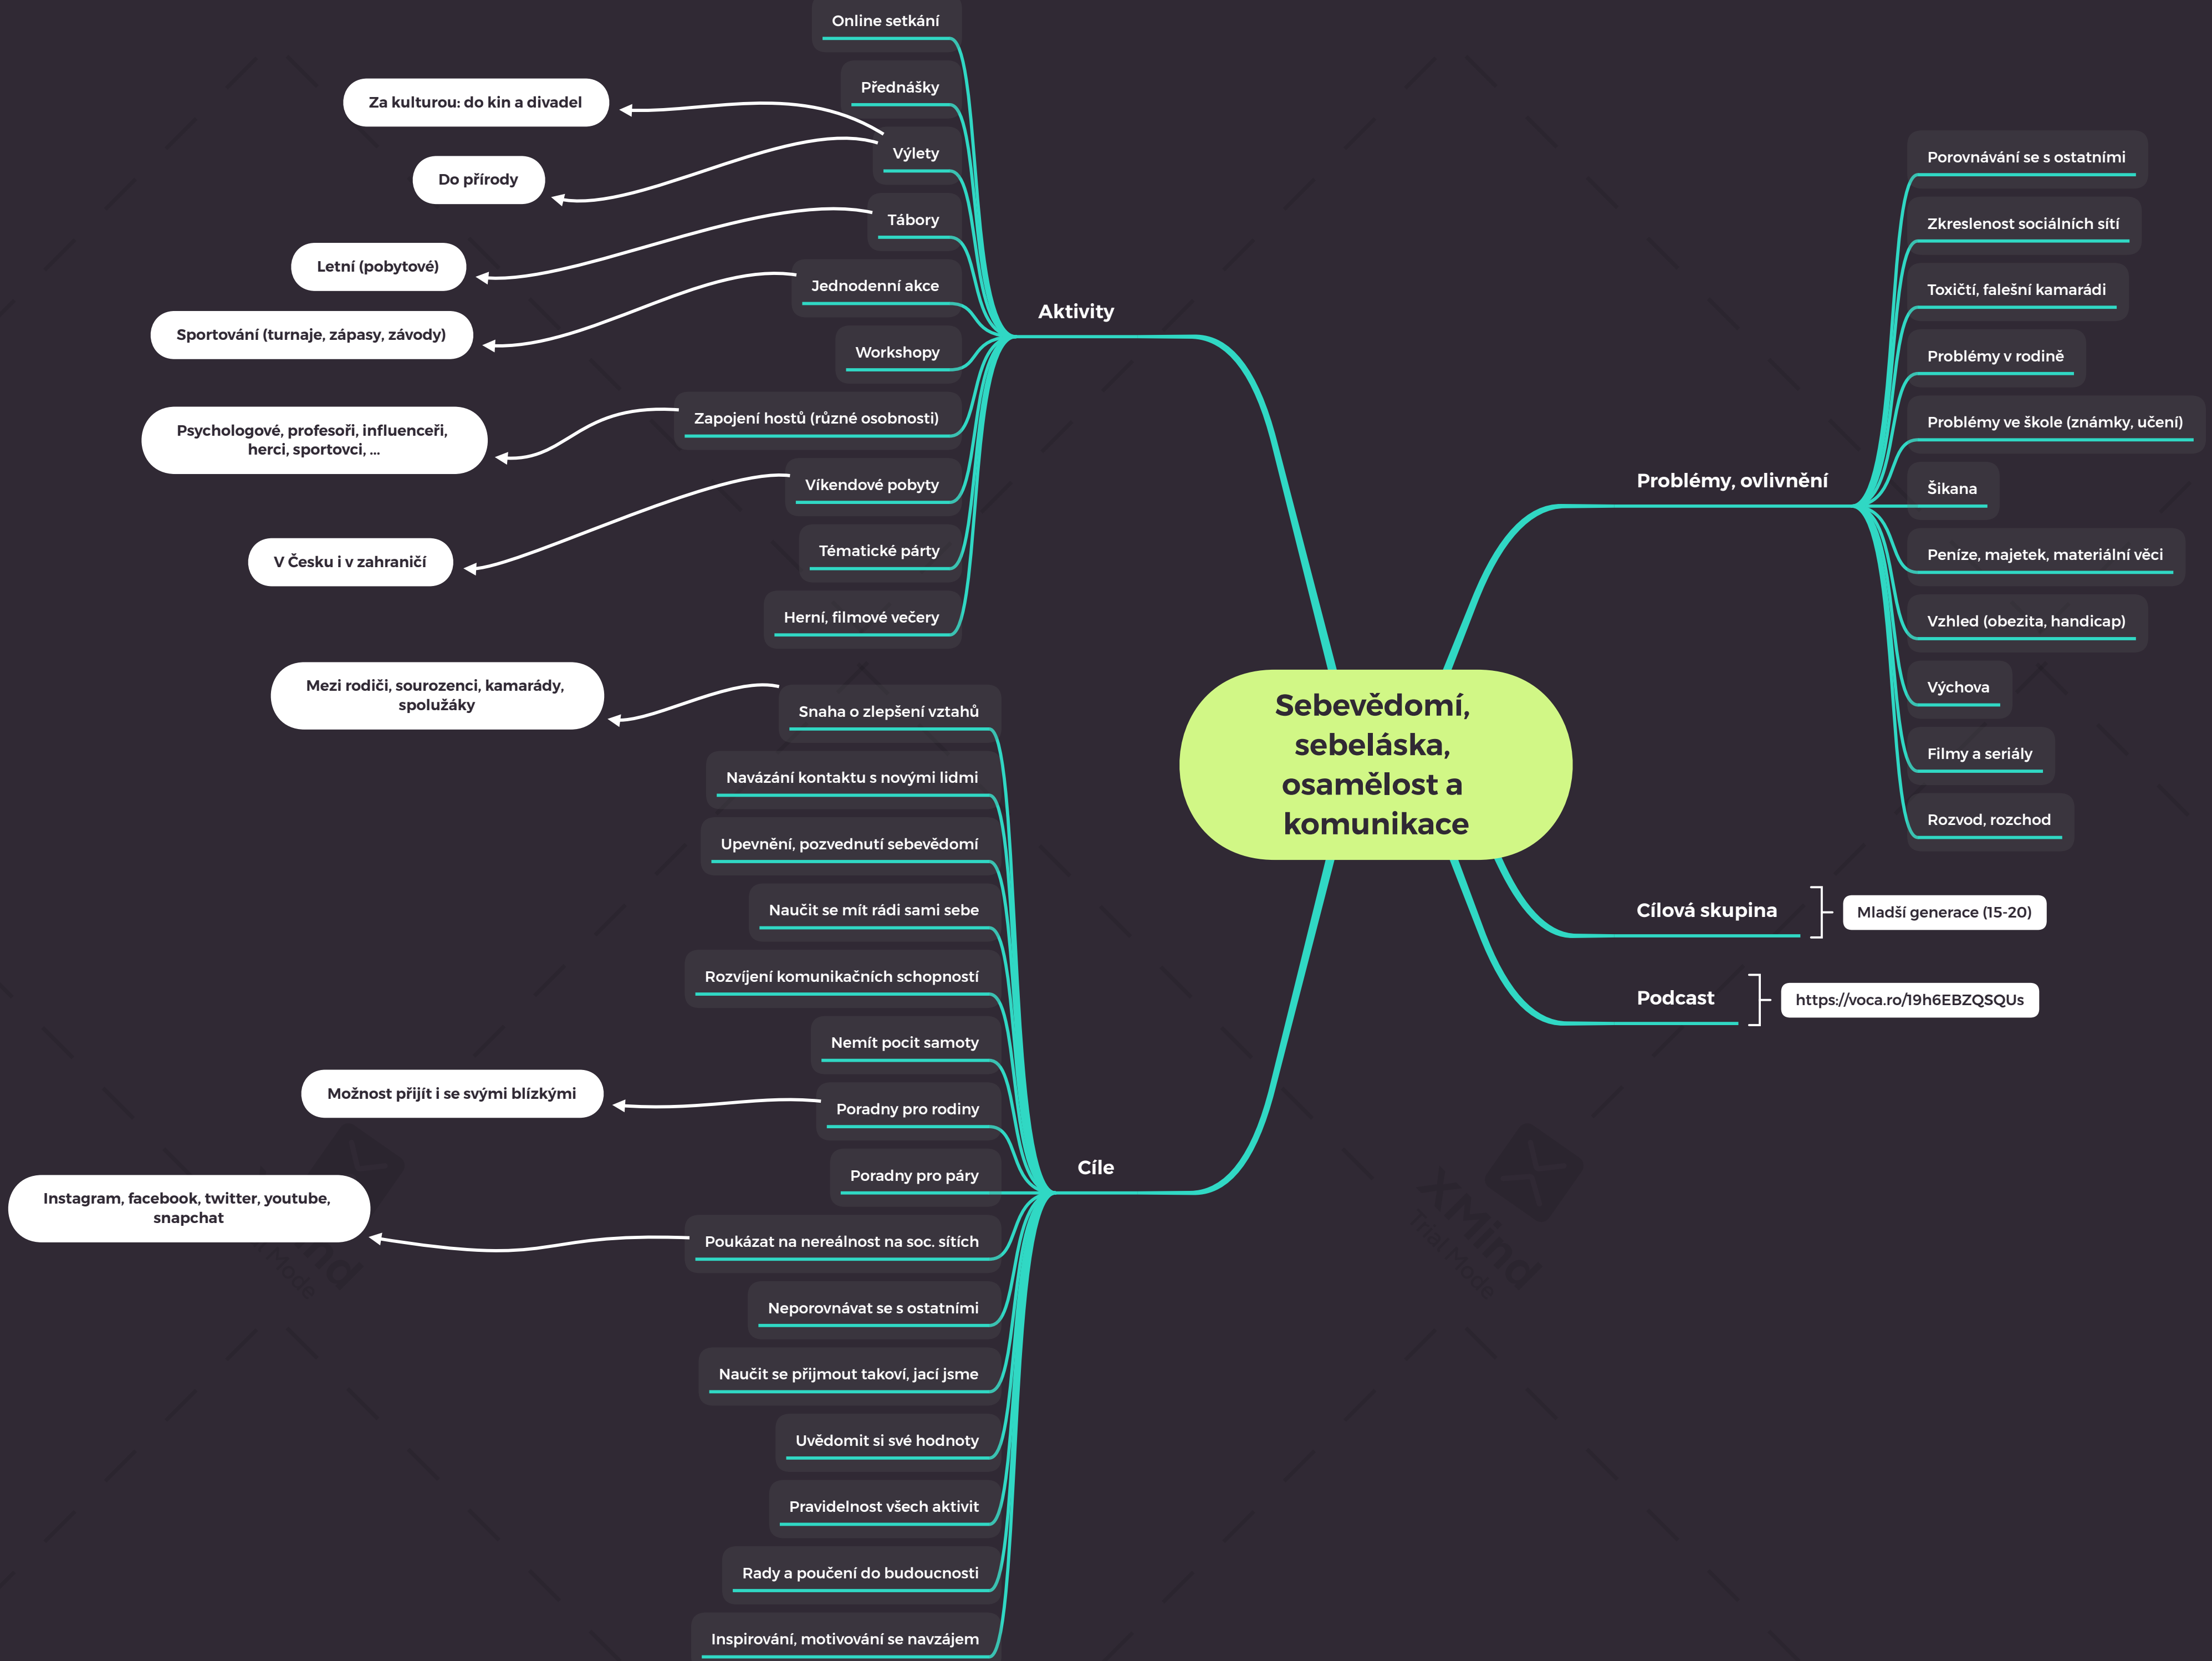 Sebevědomí,
sebeláska,
osamělost a
komunikace
Aktivity
Online setkání
Přednášky
Výlety
Za kulturou: do kin a divadel
Do přírody
Tábory
Letní (pobytové)
Jednodenní akce
Sportování (turnaje, zápasy, závody)
Workshopy
Zapojení hostů (různé osobnosti)
Psychologové, profesoři, influenceři,
herci, sportovci, ...
Víkendové pobyty
V Česku i v zahraničí
Tématické párty
Herní, filmové večery
Cíle
Snaha o zlepšení vztahů
Mezi rodiči, sourozenci, kamarády,
spolužáky
Navázání kontaktu s novými lidmi
Upevnění, pozvednutí sebevědomí
Naučit se mít rádi sami sebe
Rozvíjení komunikačních schopností
Nemít pocit samoty
Poradny pro rodiny
Možnost přijít i se svými blízkými
Poradny pro páry
Poukázat na nereálnost na soc. sítích
Instagram, facebook, twitter, youtube,
snapchat
Neporovnávat se s ostatními
Naučit se přijmout takoví, jací jsme
Uvědomit si své hodnoty
Pravidelnost všech aktivit
Rady a poučení do budoucnosti
Inspirování, motivování se navzájem
Problémy, ovlivnění
Porovnávání se s ostatními
Zkreslenost sociálních sítí
Toxičtí, falešní kamarádi
Problémy v rodině
Problémy ve škole (známky, učení)
Šikana
Peníze, majetek, materiální věci
Vzhled (obezita, handicap)
Výchova
Filmy a seriály
Rozvod, rozchod
Cílová skupina
Mladší generace (15-20)
Podcast
https://voca.ro/19h6EBZQSQUs
XMind
Trial Mode